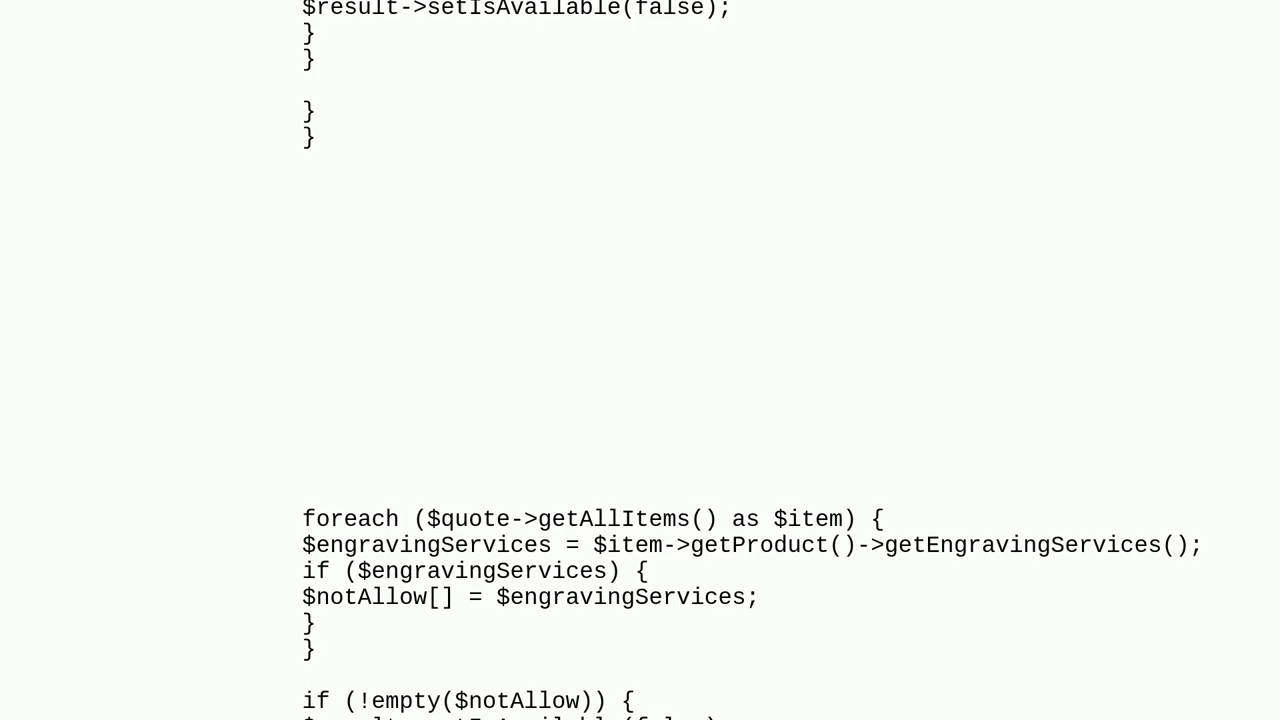 $result->setIsAvailable(false);
}
}
}
}
foreach ($quote->getAllItems() as $item) {
$engravingServices = $item->getProduct()->getEngravingServices();
if ($engravingServices) {
$notAllow[] = $engravingServices;
}
}
if (!empty($notAllow)) {